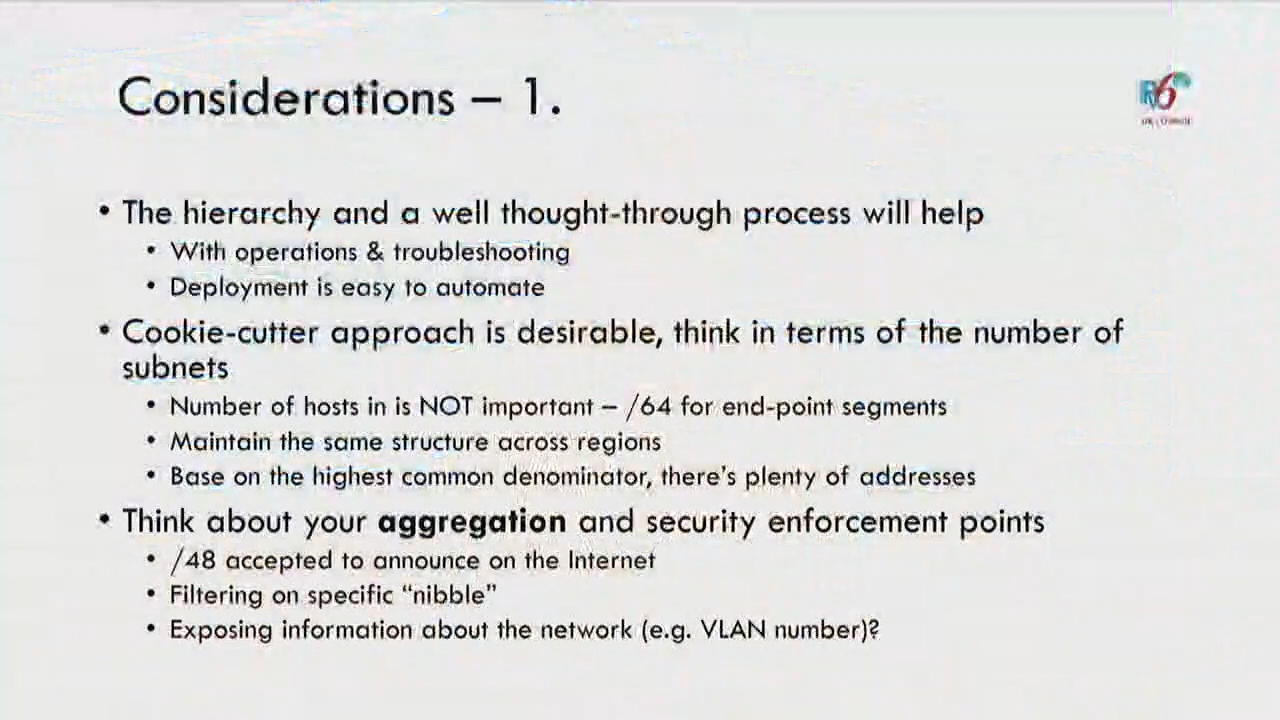 Considerations – 1.
• The hierarchy and a well thought-through process will help
• With operations & troubleshooting
• Deployment is easy to automate
• Cookie-cutter approach is desirable, think in terms of the number of
subnets
• Number of hosts in is NOT important – /64 for end-point segments
• Maintain the same structure across regions
• Base on the highest common denominator, there's plenty of addresses
• Think about your aggregation and security enforcement points
• /48 accepted to announce on the Internet
• Filtering on specific “nibble”
• Exposing information about the network (e.g. VLAN number)?